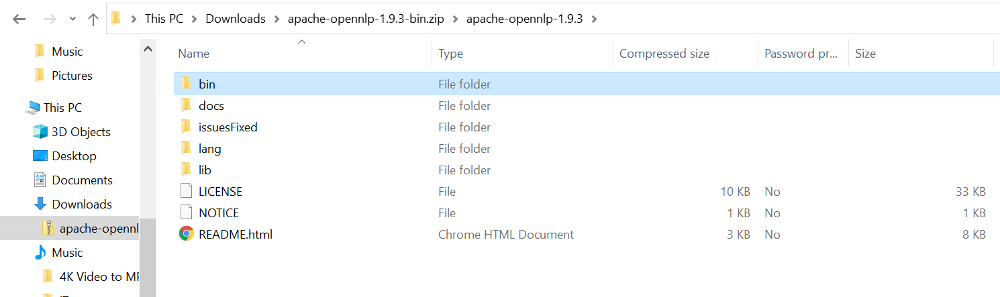 This PC > Downloads > apache-opennlp-1.9.3-bin.zip > apache-opennlp-1.9.3 >
Music
Pictures
This PC
3D Objects
Desktop
Documents
Downloads
apache-openn
Music
4K Video to MP
Name Type Compressed size Password pr... Size
bin File folder
docs File folder
issuesFixed File folder
lang File folder
lib File folder
LICENSE File 10 KB No 33 KB
NOTICE File 1 KB No 1 KB
README.html Chrome HTML Document 3 KB No 8 KB